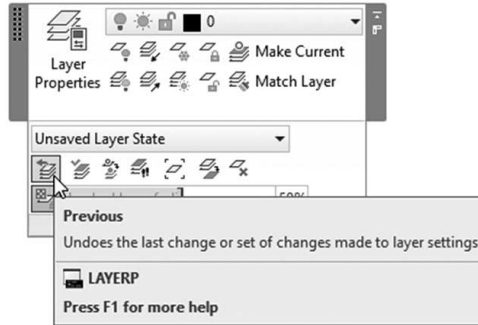 0
Make Current
Layer
Properties
Match Layer
Unsaved Layer State
50%
Previous
Undoes the last change or set of changes made to layer settings
LAYERP
Press F1 for more help